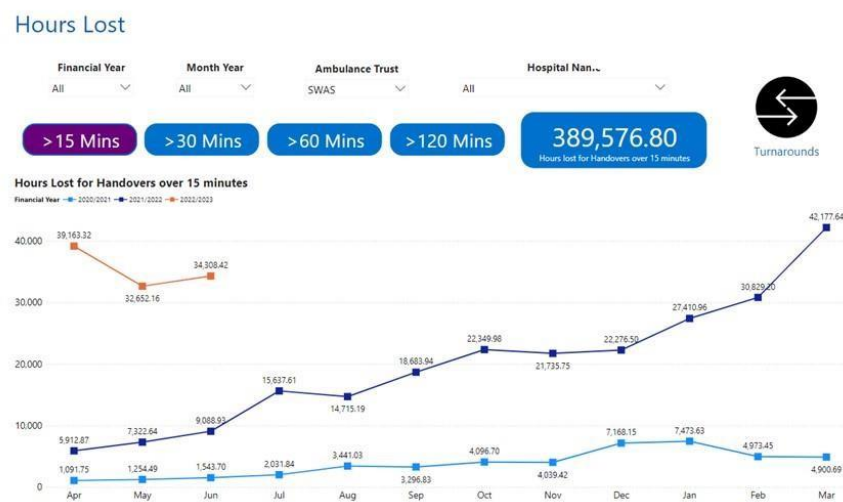 Hours Lost
Financial Year Month Year Ambulance Trust Hospital
All All SWAS All
>15 Mins >30 Mins >60 Mins >120 Mins 389,576.80
Hours lost for Handovers over 15 minutes
Turnarounds
Hours Lost for Handovers over 15 minutes
Financial Year 2020/2021 2021/2022 2022/2023
42,177.64
39,163.32
40.000
34,308.42
32,652.16
30,829.20
30.000
27,410.96
22,349.98 22,276.50
21,735.75
20.000
18,683.94
15,637.61
14,715.19
10.000
9,088.93
7,322.64 7,168.15 7,473.63
5,912.87
4,096.70 4,973.45
3,441.03
1,091.75 1,254.49 1,543.70 2,031.84
3,296.83 4,039.42 4,900.69
0
Apr May Jun Jul Aug Sep Oct Nov Dec Jan Feb Mar